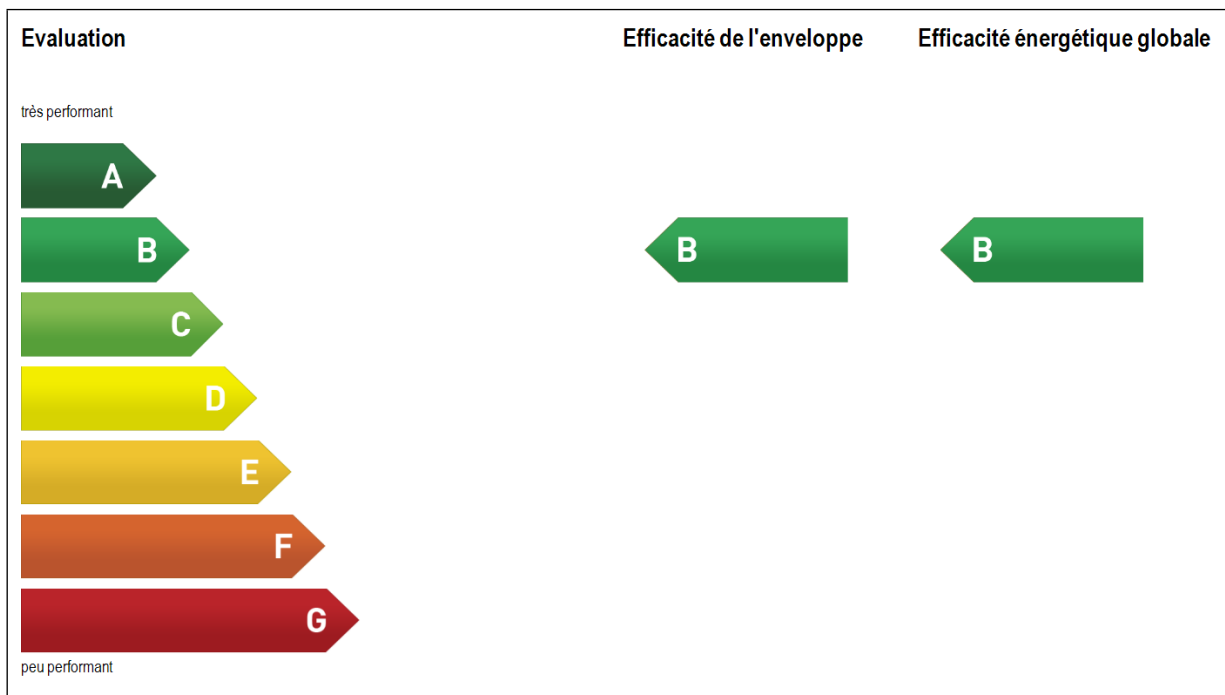 Evaluation
Efficacité de l'enveloppe
Efficacité énergétique globale
très performant
A
B
B
B
C
D
E
F
G
peu performant